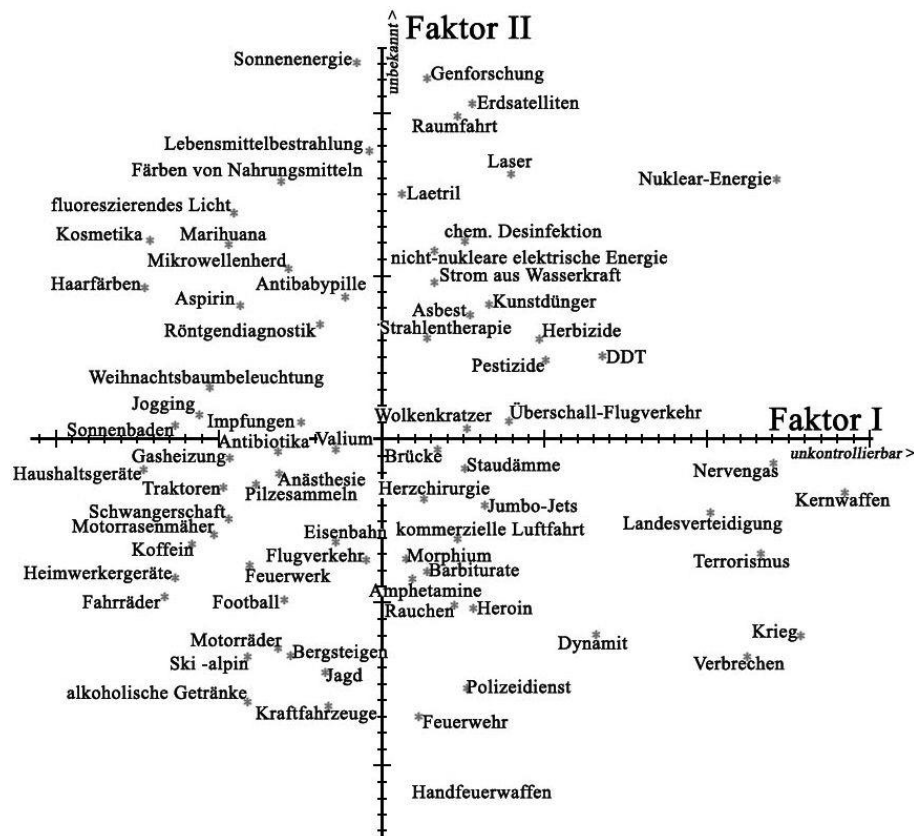 unbekannt >
Faktor II
Sonnenenergie
Genforschung
Erdsatelliten
Raumfahrt
Lebensmittelbestrahlung
Laser
Färben von Nahrungsmitteln
Nuklear-Energie
Laetril
fluoreszierendes Licht
Kosmetika
Marihuana
chem. Desinfektion
Mikrowellenherd
nicht-nukleare elektrische Energie
Haarfärben
Antibabypille
Strom aus Wasserkraft
Aspirin
Kunstdünger
Asbest
Röntgendiagnostik
Strahlentherapie
Herbizide
Pestizide
DDT
Weihnachtsbaumbeleuchtung
Jogging
Impfungen
Wolkenkratzer
Überschall-Flugverkehr
Faktor I
Sonnenbaden
Antibiotika
Valium
Gasheizung
Brücke
unkontrollierbar >
Haushaltsgeräte
Anästhesie
Staudämme
Nervengas
Traktoren
Pilzesammeln
Herzchirurgie
Kernwaffen
Schwangerschaft
Jumbo-Jets
Motorrasenmäher
Eisenbahn
kommerzielle Luftfahrt
Landesverteidigung
Koffein
Flugverkehr
Morphium
Terrorismus
Heimwerkergeräte
Feuerwerk
Barbiturate
Amphetamine
Fahrräder
Football
Rauchen
Heroin
Motorräder
Bergsteigen
Dynamit
Krieg
Ski -alpin
Verbrechen
Jagd
alkoholische Getränke
Polizeidienst
Kraftfahrzeuge
Feuerwehr
Handfeuerwaffen